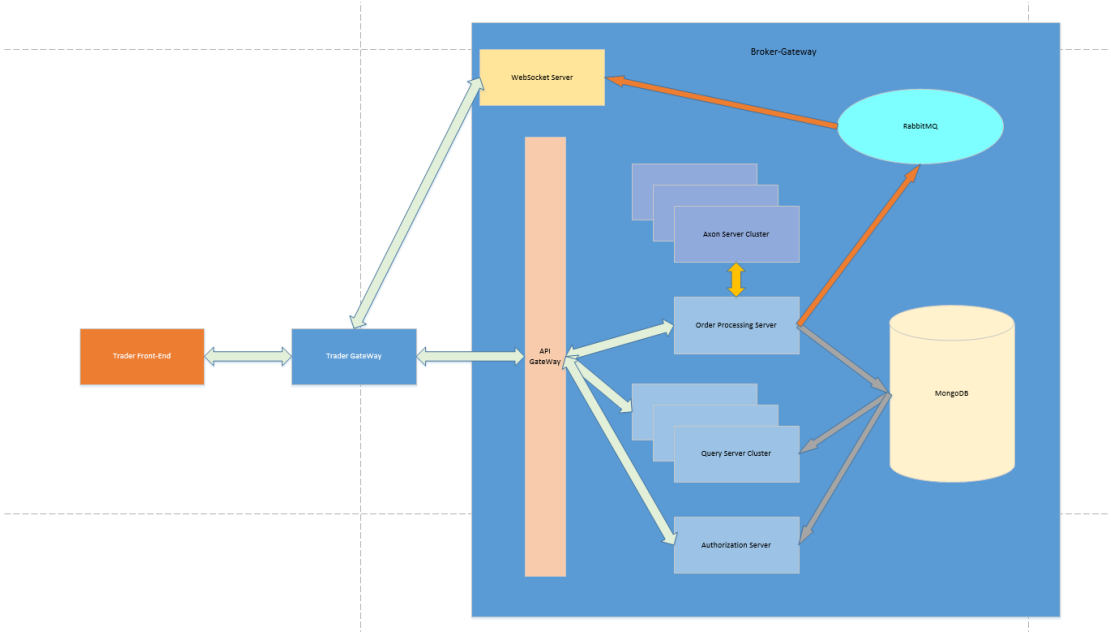 Broker-Gateway
WebSocket Server
RabbitMQ
Axon Server Cluster
Order Processing Server
Trader Front-End
Trader GateWay
API
GateWay
MongoDB
Query Server Cluster
Authorization Server